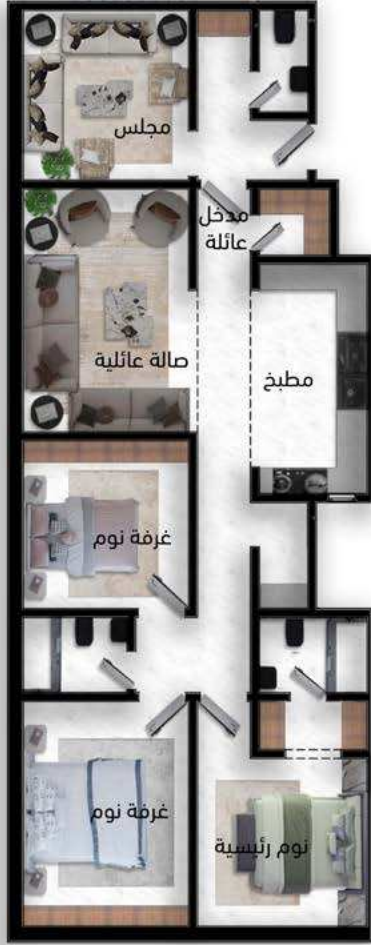 مجلس
مدخل
عائلة
صالة عائلية
مطبخ
غرفة نوم
غرفة نوم
نوم رئيسية